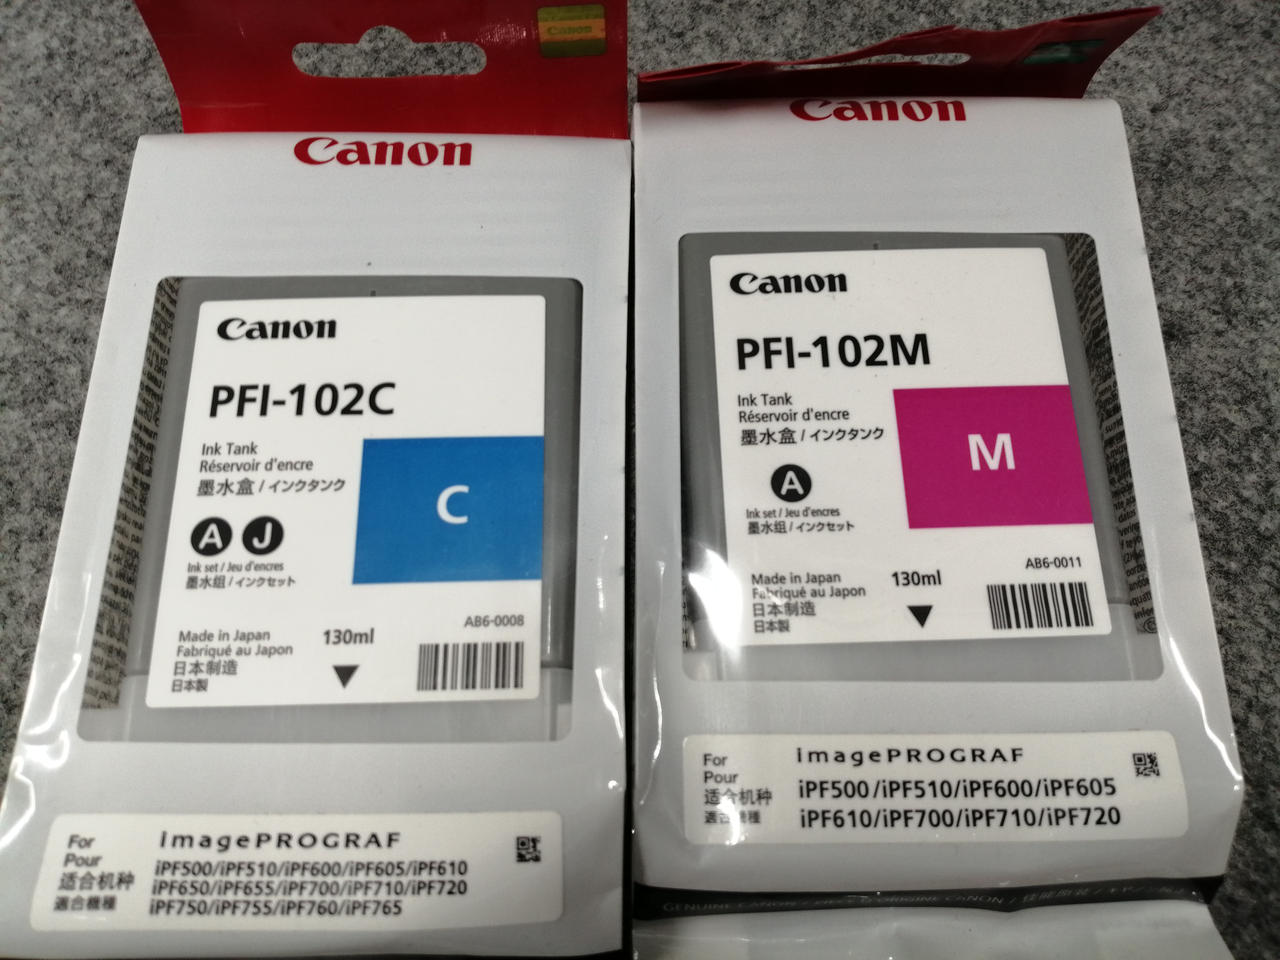 Canon
Canon
Canon
PFI-102C
Ink Tank
Réservoir d'encre
墨水盒 / インクタンク
C
A J
Ink set / Jeu d'encres
墨水组 / インクセット
AB6-0008
Made in Japan
Fabriqué au Japon
日本制造
日本製
130ml
For
Pour
适合机种
適合機種
imagePROGRAF
iPF500/iPF510/iPF600/iPF605/iPF610
iPF650/iPF655/iPF700/iPF710/iPF720
iPF750/iPF755/iPF760/iPF765
Canon
Canon
PFI-102M
Ink Tank
Réservoir d'encre
墨水盒 / インクタンク
M
A
Ink set / Jeu d'encres
墨水组 / インクセット
AB6-0011
Made in Japan
Fabriqué au Japon
日本制造
日本製
130ml
For
Pour
适合机种
適合機種
imagePROGRAF
iPF500/iPF510/iPF600/iPF605
iPF610/iPF700/iPF710/iPF720
GENUINE CANON / D'ORIGINE CANON /